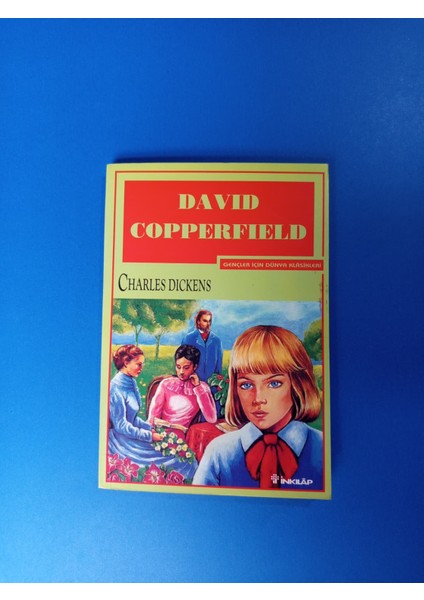 DAVID
COPPERFIELD
GENÇLER İÇİN DÜNYA KLASİKLERİ
CHARLES DICKENS
İNKILÂP